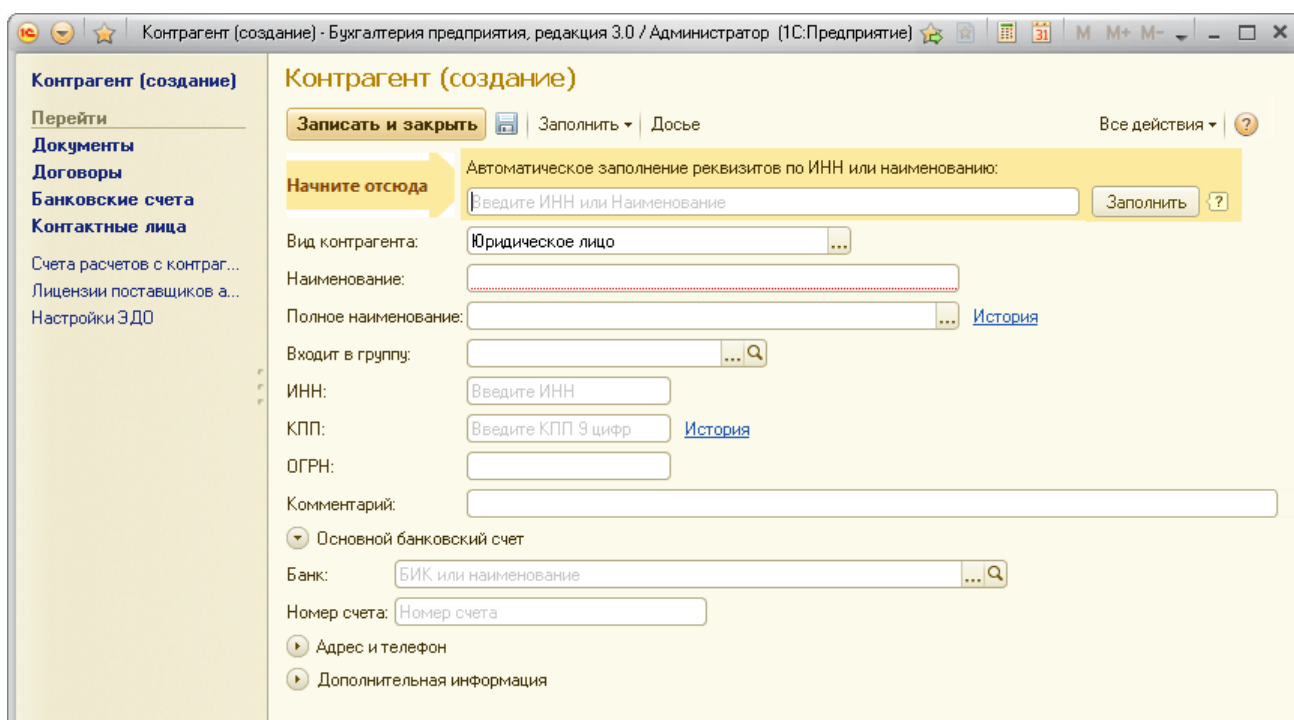 Контрагент (создание) - Бухгалтерия предприятия, редакция 3.0 / Администратор (1С:Предприятие) 31 M M+ M-
Контрагент (создание)
Перейти
Документы
Договоры
Банковские счета
Контактные лица
Счета расчетов с контраг...
Лицензии поставщиков а...
Настройки ЭДО
Контрагент (создание)
Записать и закрыть Заполнить Досье Все действия ?
Начните отсюда
Автоматическое заполнение реквизитов по ИНН или наименованию:
Введите ИНН или Наименование Заполнить ?
Вид контрагента: Юридическое лицо ...
Наименование:
Полное наименование: ... История
Входит в группу: ...
ИНН: Введите ИНН
КПП: Введите КПП 9 цифр История
ОГРН:
Комментарий:
Основной банковский счет
Банк: БИК или наименование ...
Номер счета: Номер счета
Адрес и телефон
Дополнительная информация